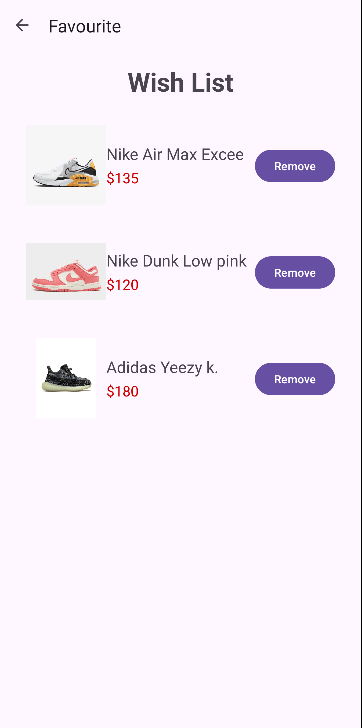 Favourite
Wish List
Nike Air Max Excee
$135
Remove
Nike Dunk Low pink
$120
Remove
Adidas Yeezy k.
$180
Remove